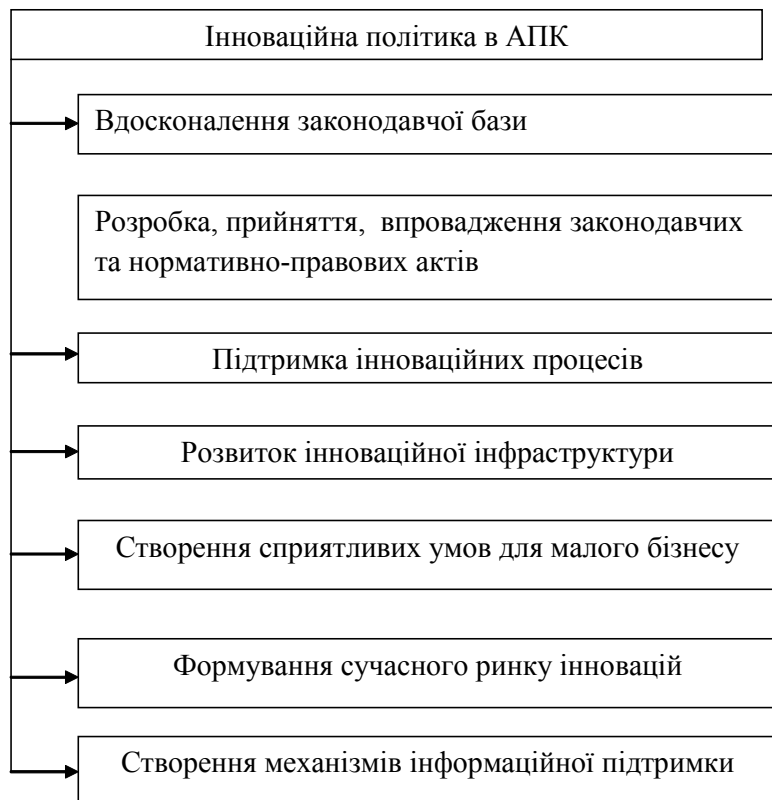 Інноваційна політика в АПК
Вдосконалення законодавчої бази
Розробка, прийняття, впровадження законодавчих
та нормативно-правових актів
Підтримка інноваційних процесів
Розвиток інноваційної інфраструктури
Створення сприятливих умов для малого бізнесу
Формування сучасного ринку інновацій
Створення механізмів інформаційної підтримки